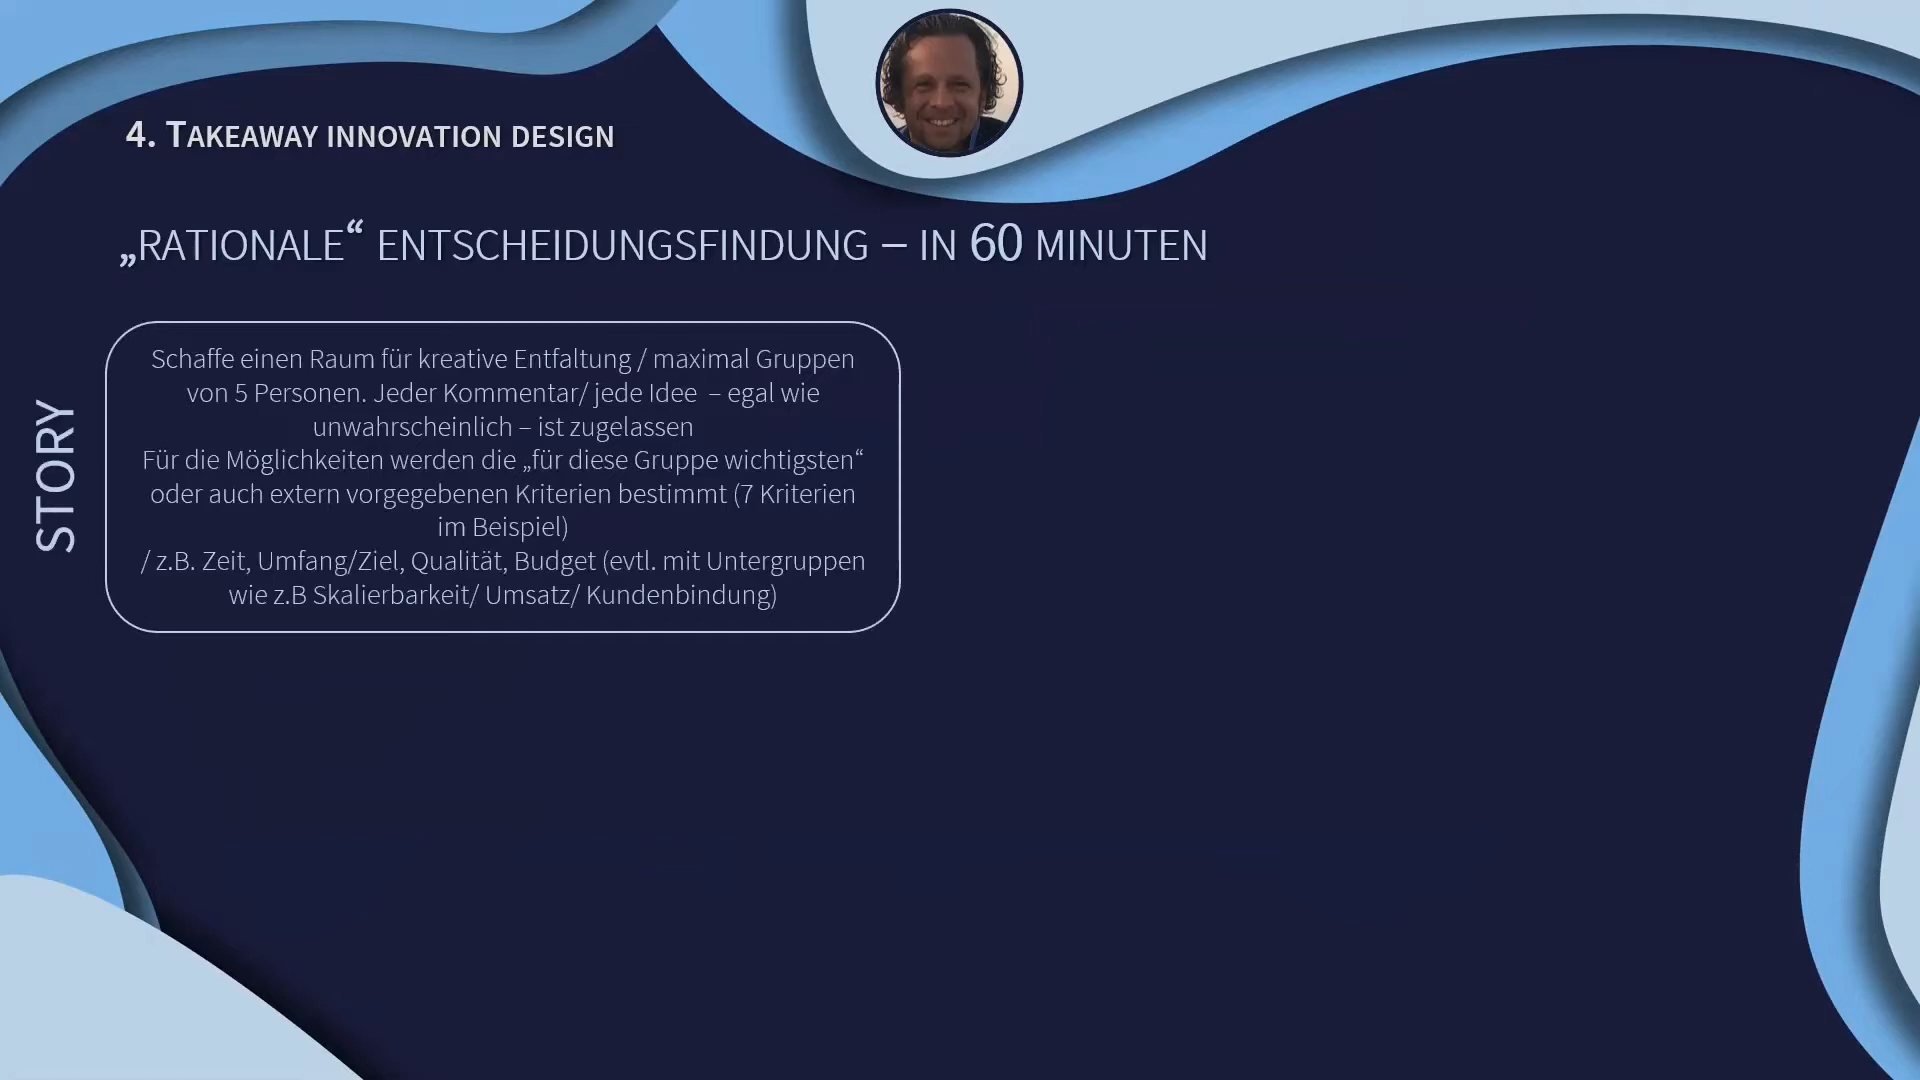 4. Takeaway innovation design
„RATIONALE“ ENTSCHEIDUNGSFINDUNG – IN 60 MINUTEN
STORY
Schaffe einen Raum für kreative Entfaltung / maximal Gruppen
von 5 Personen. Jeder Kommentar/ jede Idee – egal wie
unwahrscheinlich – ist zugelassen
Für die Möglichkeiten werden die „für diese Gruppe wichtigsten“
oder auch extern vorgegebenen Kriterien bestimmt (7 Kriterien
im Beispiel)
/ z.B. Zeit, Umfang/Ziel, Qualität, Budget (evtl. mit Untergruppen
wie z.B Skalierbarkeit/ Umsatz/ Kundenbindung)